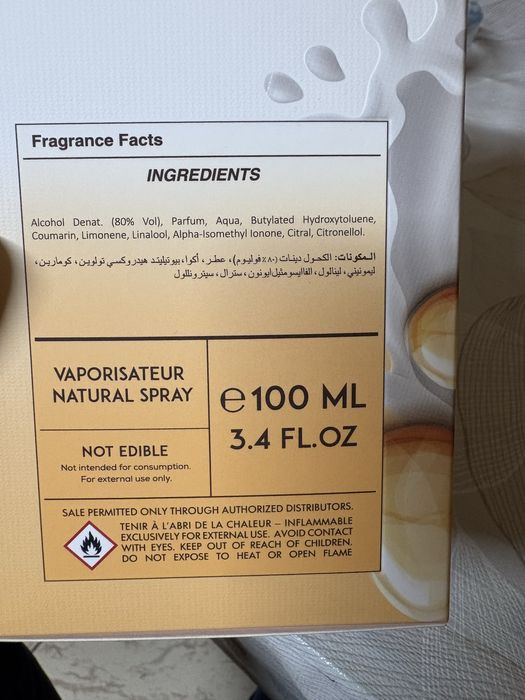 Fragrance Facts
INGREDIENTS
Alcohol Denat. (80% Vol), Parfum, Aqua, Butylated Hydroxytoluene,
Coumarin, Limonene, Linalool, Alpha-Isomethyl Ionone, Citral, Citronellol.
المكونات: الكحول دينات (٨٠٪ فوليوم)، عطر، أكوا، بيوتيليتد هيدروكسي تولوين، كومارين،
ليمونيني، لينالول، الفاايسوميثيل ايونون، سترال، سيترونللول
VAPORISATEUR
NATURAL SPRAY
℮100 ML
3.4 FL.OZ
NOT EDIBLE
Not intended for consumption.
For external use only.
SALE PERMITTED ONLY THROUGH AUTHORIZED DISTRIBUTORS.
TENIR À L'ABRI DE LA CHALEUR – INFLAMMABLE
EXCLUSIVELY FOR EXTERNAL USE. AVOID CONTACT
WITH EYES. KEEP OUT OF REACH OF CHILDREN.
DO NOT EXPOSE TO HEAT OR OPEN FLAME